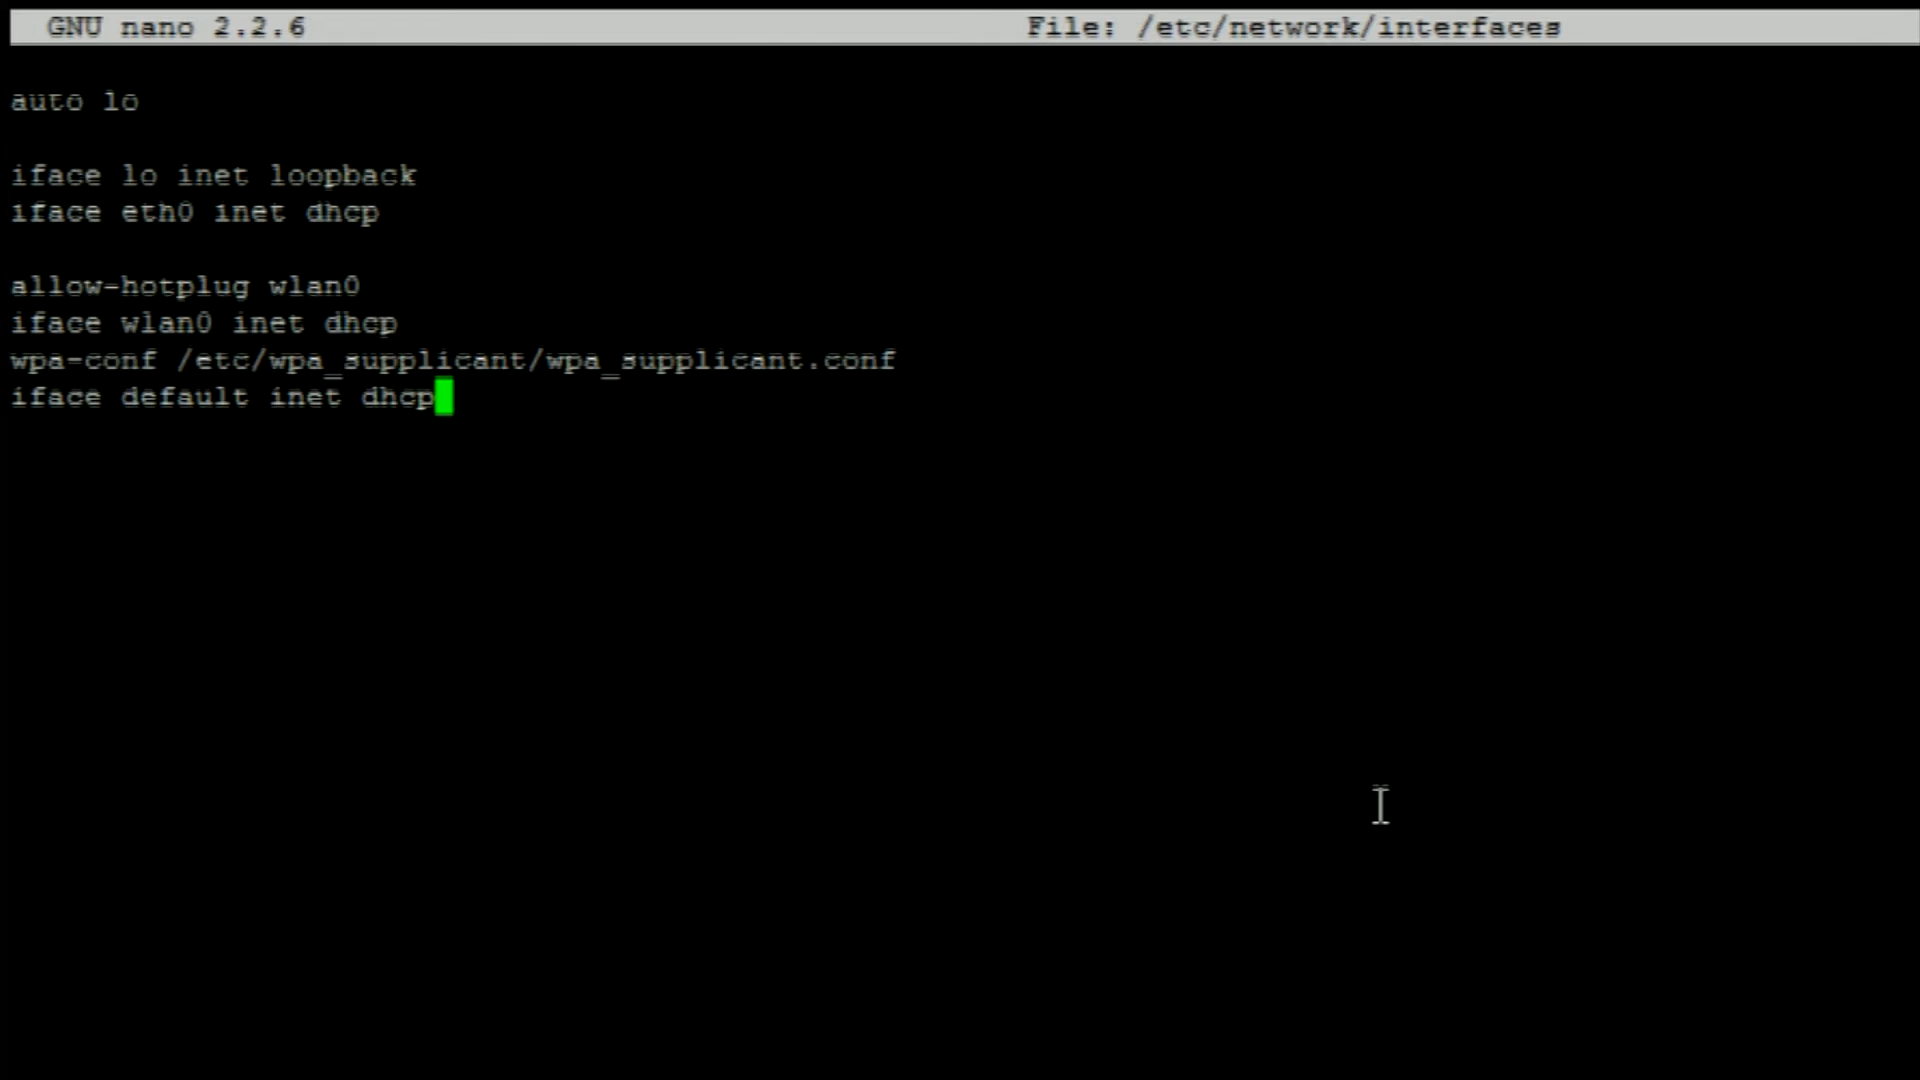 GNU nano 2.2.6 File: /etc/network/interfaces
auto lo
iface lo inet loopback
iface eth0 inet dhcp
allow-hotplug wlan0
iface wlan0 inet dhcp
wpa-conf /etc/wpa_supplicant/wpa_supplicant.conf
iface default inet dhcp